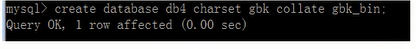 mysql> create database db4 charset gbk collate gbk_bin;
Query OK, 1 row affected (0.00 sec)